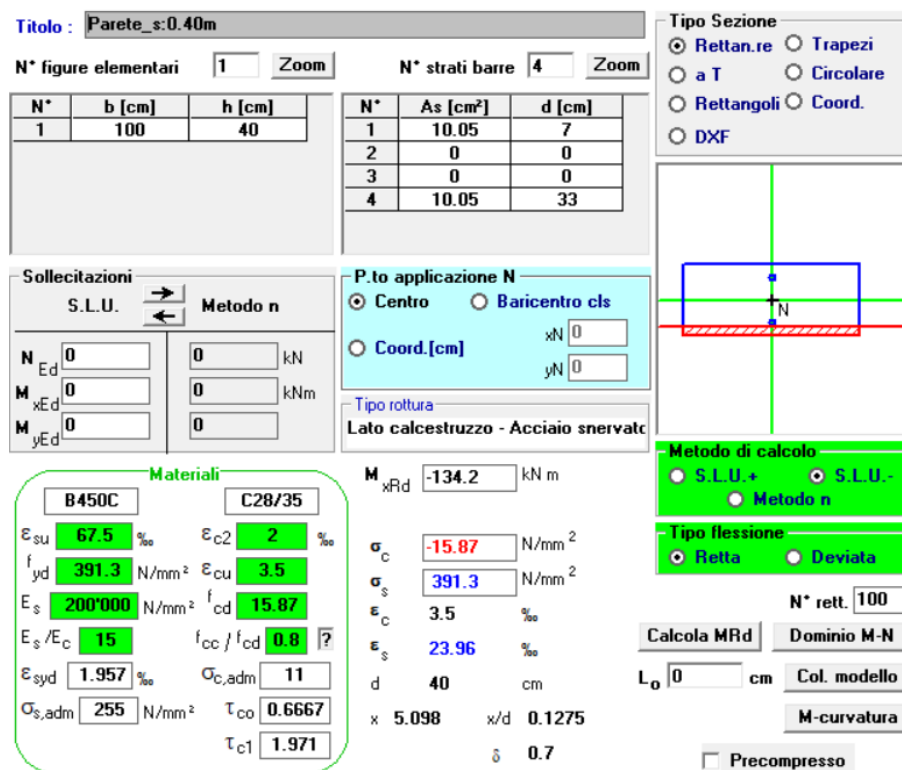 Titolo : Parete_s:0.40m
N° figure elementari 1 Zoom N° strati barre 4 Zoom
N° b [cm] h [cm]
1 100 40
N° As [cm²] d [cm]
1 10.05 7
2 0 0
3 0 0
4 10.05 33
Tipo Sezione
Rettan.re Trapezi
a T Circolare
Rettangoli Coord.
DXF
N
Sollecitazioni
S.L.U. Metodo n
N Ed 0 0 kN
M xEd 0 0 kNm
M yEd 0 0
P.to applicazione N
Centro Baricentro cls
Coord.[cm] xN 0
yN 0
Tipo rottura
Lato calcestruzzo - Acciaio snervato
Metodo di calcolo
S.L.U.+ S.L.U.-
Metodo n
Tipo flessione
Retta Deviata
Materiali
B450C C28/35
εsu 67.5 ‰ εc2 2 ‰
fyd 391.3 N/mm² εcu 3.5
Es 200'000 N/mm² fcd 15.87
Es/Ec 15 fcc / fcd 0.8 ?
εsyd 1.957 ‰ σc,adm 11
σs,adm 255 N/mm² τco 0.6667
τc1 1.971
M xRd -134.2 kN m
σc -15.87 N/mm²
σs 391.3 N/mm²
εc 3.5 ‰
εs 23.96 ‰
d 40 cm
x 5.098 x/d 0.1275
δ 0.7
N° rett. 100
Calcola MRd Dominio M-N
Lo 0 cm Col. modello
M-curvatura
Precompresso